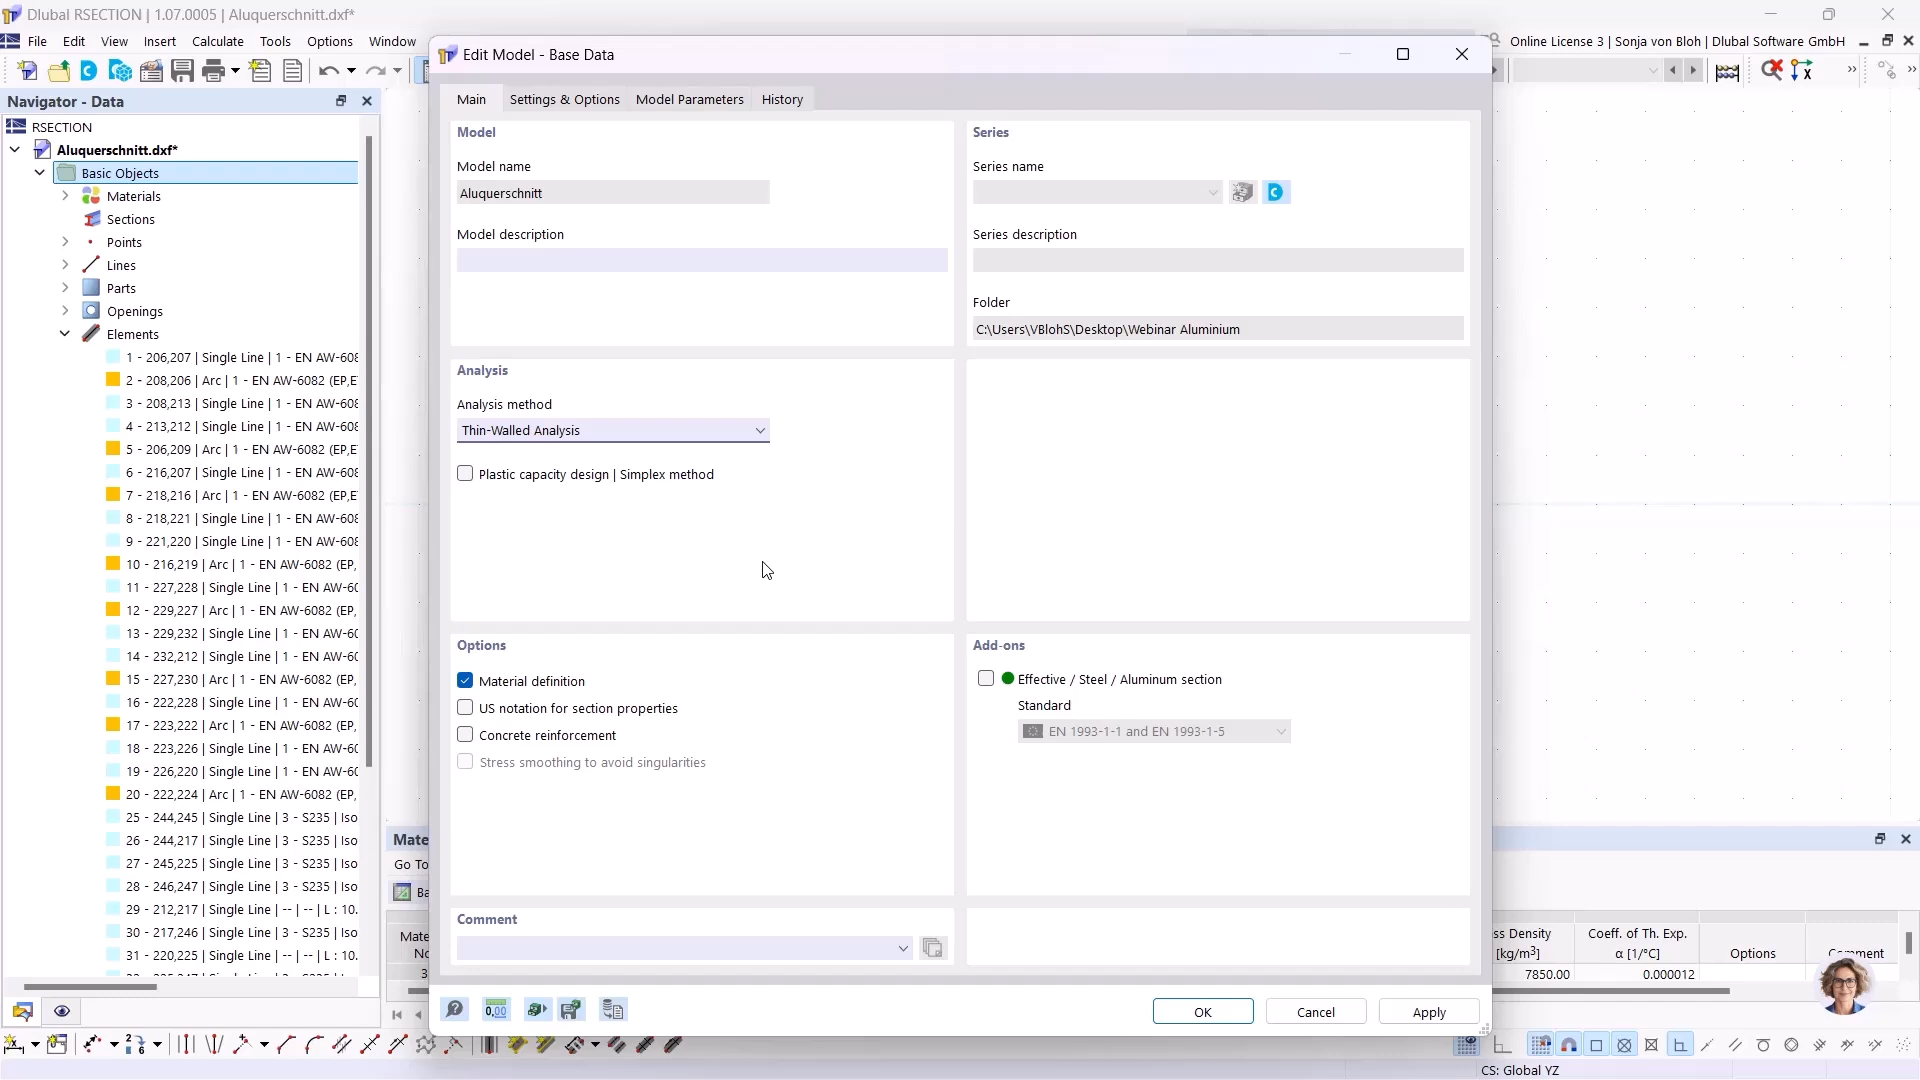 Dlubal RSECTION | 1.07.0005 | Aluquerschnitt.dxf*
File Edit View Insert Calculate Tools Options Window
Online License 3 | Sonja von Bloh | Dlubal Software GmbH
Edit Model - Base Data
Navigator - Data
RSECTION
Aluquerschnitt.dxf*
Basic Objects
Materials
Sections
Points
Lines
Parts
Openings
Elements
1 - 206,207 | Single Line | 1 - EN AW-608
2 - 208,206 | Arc | 1 - EN AW-6082 (EP,E
3 - 208,213 | Single Line | 1 - EN AW-608
4 - 213,212 | Single Line | 1 - EN AW-608
5 - 206,209 | Arc | 1 - EN AW-6082 (EP,E
6 - 216,207 | Single Line | 1 - EN AW-608
7 - 218,216 | Arc | 1 - EN AW-6082 (EP,E
8 - 218,221 | Single Line | 1 - EN AW-608
9 - 221,220 | Single Line | 1 - EN AW-608
10 - 216,219 | Arc | 1 - EN AW-6082 (EP,
11 - 227,228 | Single Line | 1 - EN AW-60
12 - 229,227 | Arc | 1 - EN AW-6082 (EP,
13 - 229,232 | Single Line | 1 - EN AW-60
14 - 232,212 | Single Line | 1 - EN AW-60
15 - 227,230 | Arc | 1 - EN AW-6082 (EP,
16 - 222,228 | Single Line | 1 - EN AW-60
17 - 223,222 | Arc | 1 - EN AW-6082 (EP,
18 - 223,226 | Single Line | 1 - EN AW-60
19 - 226,220 | Single Line | 1 - EN AW-60
20 - 222,224 | Arc | 1 - EN AW-6082 (EP,
25 - 244,245 | Single Line | 3 - S235 | Iso
26 - 244,217 | Single Line | 3 - S235 | Iso
27 - 245,225 | Single Line | 3 - S235 | Iso
28 - 246,247 | Single Line | 3 - S235 | Iso
29 - 212,217 | Single Line | -- | -- | L : 10.
30 - 217,246 | Single Line | 3 - S235 | Iso
31 - 220,225 | Single Line | -- | -- | L : 10.
Main Settings & Options Model Parameters History
Model
Model name
Aluquerschnitt
Model description
Series
Series name
Series description
Folder
C:\Users\VBlohS\Desktop\Webinar Aluminium
Analysis
Analysis method
Thin-Walled Analysis
Plastic capacity design | Simplex method
Options
Material definition
US notation for section properties
Concrete reinforcement
Stress smoothing to avoid singularities
Add-ons
Effective / Steel / Aluminum section
Standard
EN 1993-1-1 and EN 1993-1-5
Comment
OK Cancel Apply
Mate
Go To
Ba
Mate
No
3
ss Density
[kg/m³]
7850.00
Coeff. of Th. Exp.
α [1/°C]
0.000012
Options
CS: Global YZ